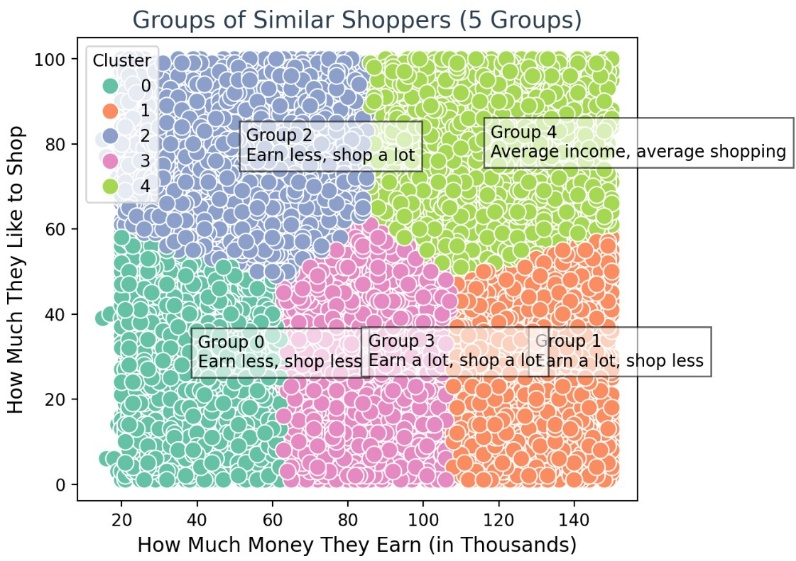 Groups of Similar Shoppers (5 Groups)
How Much They Like to Shop
100
80
60
40
20
0
Cluster
0
1
2
3
4
Group 2
Earn less, shop a lot
Group 4
Average income, average shopping
Group 0
Earn less, shop less
Group 3
Earn a lot, shop a lot
Group 1
Earn a lot, shop less
20
40
60
80
100
120
140
How Much Money They Earn (in Thousands)